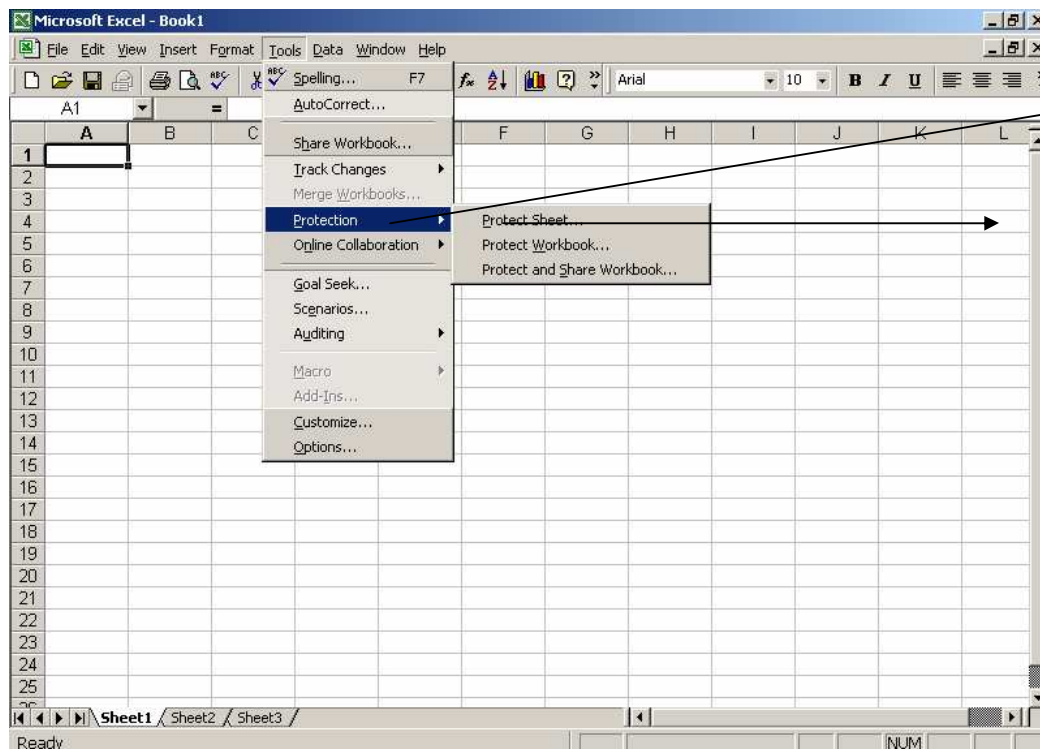 Microsoft Excel - Book1
File Edit View Insert Format Tools Data Window Help
Arial 10 B I U
A1 =
A B C F G H I J K L
Spelling... F7
AutoCorrect...
Share Workbook...
Track Changes
Merge Workbooks...
Protection
Online Collaboration
Goal Seek...
Scenarios...
Auditing
Macro
Add-Ins...
Customize...
Options...
Protect Sheet...
Protect Workbook...
Protect and Share Workbook...
1
2
3
4
5
6
7
8
9
10
11
12
13
14
15
16
17
18
19
20
21
22
23
24
25
Sheet1 Sheet2 Sheet3
Ready NUM